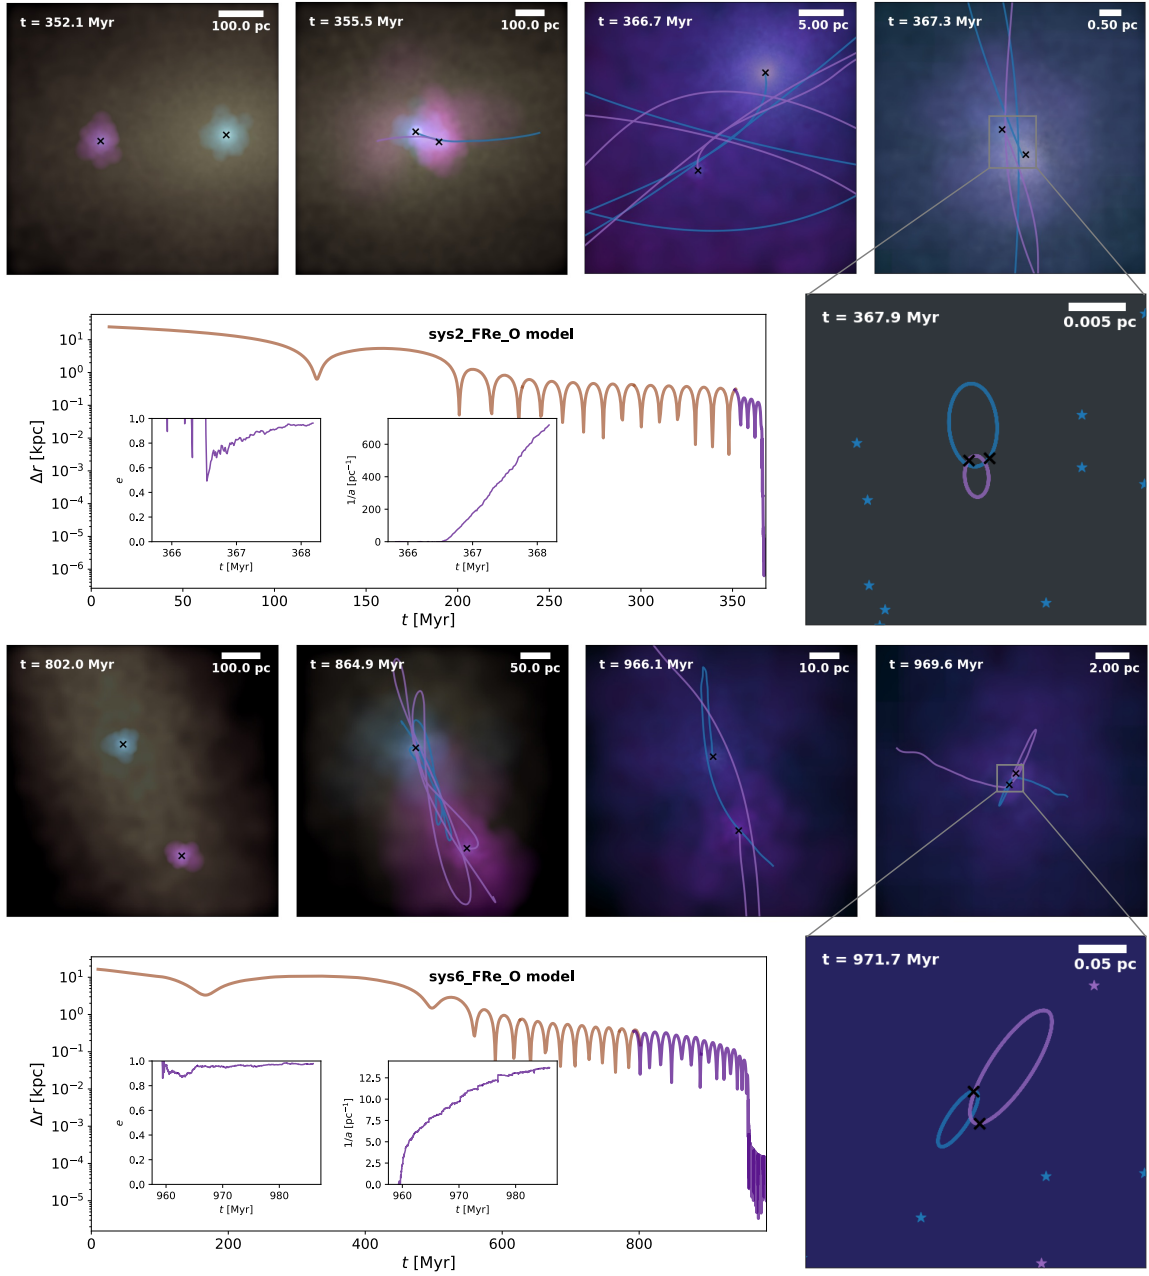 t = 352.1 Myr
100.0 pc
t = 355.5 Myr
100.0 pc
t = 366.7 Myr
5.00 pc
t = 367.3 Myr
0.50 pc
sys2_FRe_O model
Δr [kpc]
10¹
10⁰
10⁻¹
10⁻²
10⁻³
10⁻⁴
10⁻⁵
10⁻⁶
e
1.0
0.8
0.6
0.4
0.2
0.0
366 367 368
t [Myr]
1/a [pc⁻¹]
600
400
200
0
366 367 368
t [Myr]
0 50 100 150 200 250 300 350
t [Myr]
t = 367.9 Myr
0.005 pc
t = 802.0 Myr
100.0 pc
t = 864.9 Myr
50.0 pc
t = 966.1 Myr
10.0 pc
t = 969.6 Myr
2.00 pc
sys6_FRe_O model
Δr [kpc]
10¹
10⁰
10⁻¹
10⁻²
10⁻³
10⁻⁴
10⁻⁵
e
1.0
0.8
0.6
0.4
0.2
0.0
960 970 980
t [Myr]
1/a [pc⁻¹]
12.5
10.0
7.5
5.0
2.5
0.0
960 970 980
t [Myr]
0 200 400 600 800
t [Myr]
t = 971.7 Myr
0.05 pc